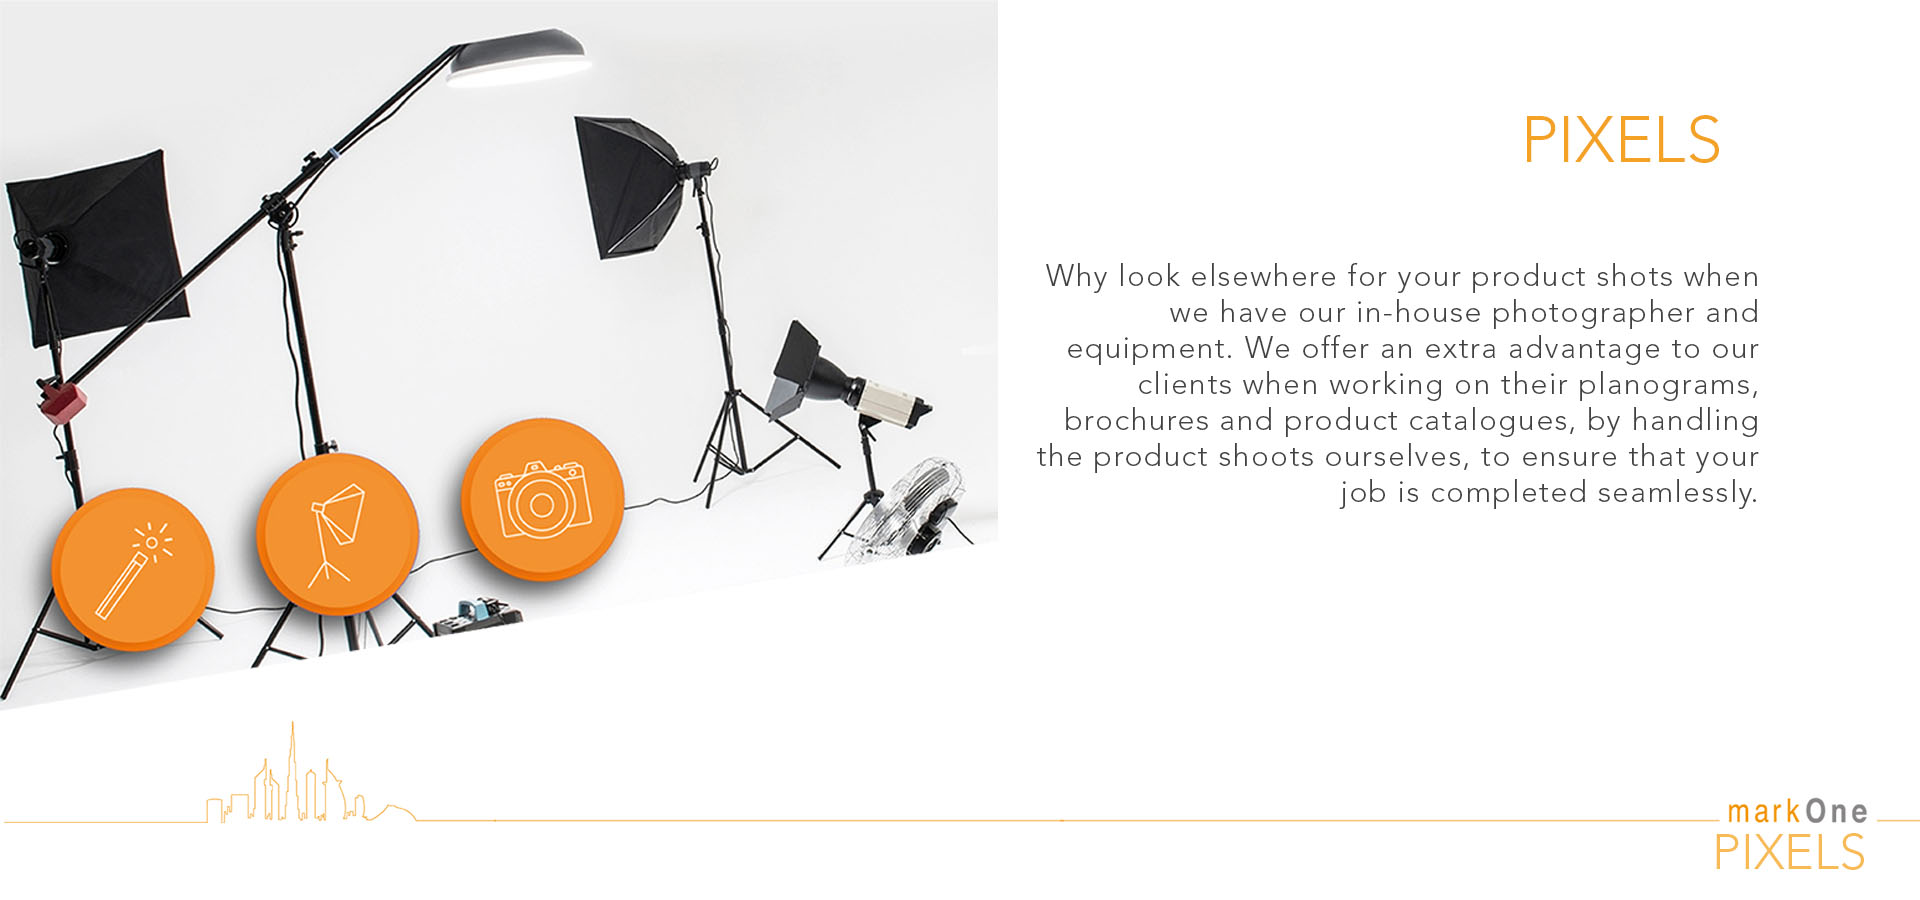 PIXELS
Why look elsewhere for your product shots when
we have our in-house photographer and
equipment. We offer an extra advantage to our
clients when working on their planograms,
brochures and product catalogues, by handling
the product shoots ourselves, to ensure that your
job is completed seamlessly.
markOne
PIXELS